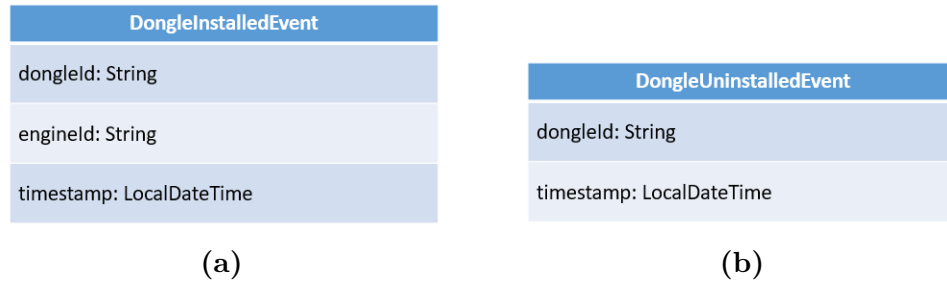 DongleInstalledEvent
dongleId: String
engineId: String
timestamp: LocalDateTime
(a)
DongleUninstalledEvent
dongleId: String
timestamp: LocalDateTime
(b)